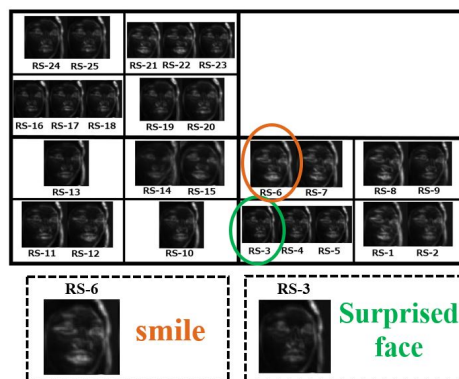 RS-24 RS-25 RS-21 RS-22 RS-23
RS-16 RS-17 RS-18 RS-19 RS-20
RS-13 RS-14 RS-15 RS-6 RS-7 RS-8 RS-9
RS-11 RS-12 RS-10 RS-3 RS-4 RS-5 RS-1 RS-2
RS-6
smile
RS-3
Surprised
face